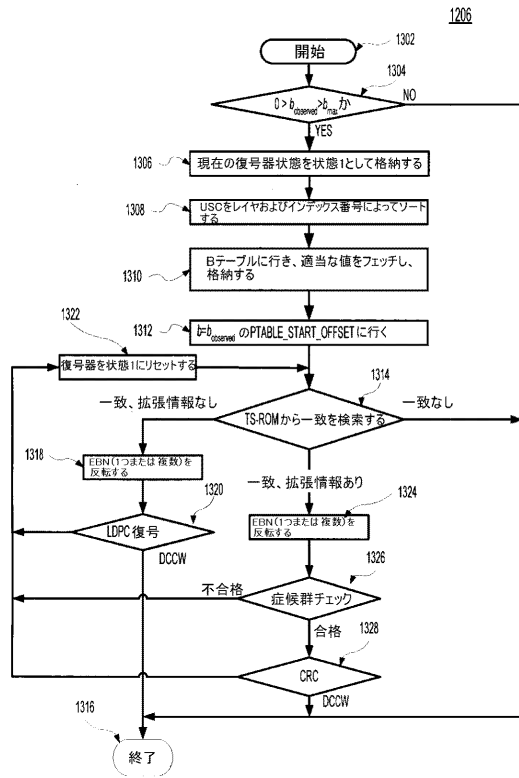 1206
開始
1302
1304
0 > b observed > b max か
NO
YES
1306
現在の復号器状態を状態1として格納する
1308
USCをレイヤおよびインデックス番号によってソート
する
1310
Bテーブルに行き、適当な値をフェッチし、
格納する
1322
1312
b=b observed のPTABLE_START_OFFSETに行く
復号器を状態1にリセットする
1314
一致、拡張情報なし
TS-ROMから一致を検索する
一致なし
1318
EBN(1つまたは複数)を
反転する
一致、拡張情報あり
1320
1324
EBN(1つまたは複数)を
反転する
LDPC復号
DCCW
1326
不合格
症候群チェック
合格
1328
CRC
DCCW
1316
終了